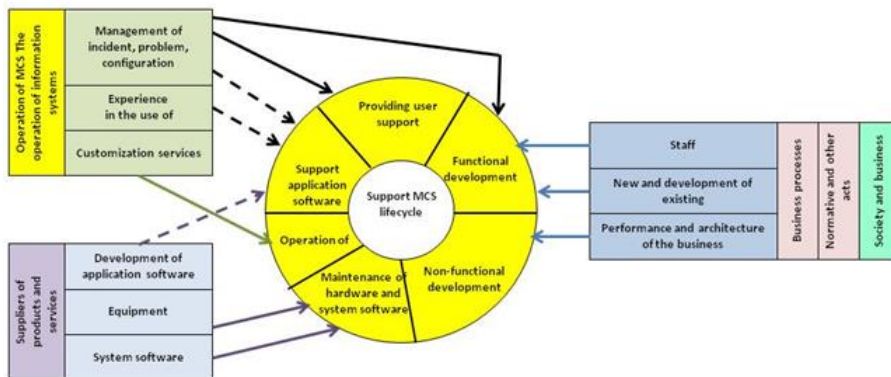 Operation of MCS The
operation of information
systems
Management of
incident, problem,
configuration
Experience
in the use of
Customization services
Suppliers of
products and
services
Development of
application software
Equipment
System software
Providing user
support
Functional
development
Non-functional
development
Maintenance of
hardware and
system software
Operation of
Support
application
software
Support MCS
lifecycle
Staff
New and development of
existing
Performance and architecture
of the business
Business processes
Normative and other
acts
Society and business